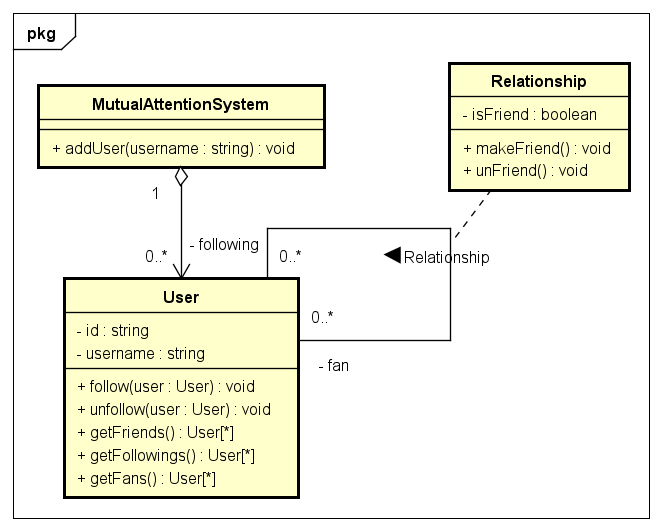 pkg
MutualAttentionSystem
+ addUser(username : string) : void
Relationship
- isFriend : boolean
+ makeFriend() : void
+ unFriend() : void
1
0..*
- following
0..*
Relationship
0..*
- fan
User
- id : string
- username : string
+ follow(user : User) : void
+ unfollow(user : User) : void
+ getFriends() : User[*]
+ getFollowings() : User[*]
+ getFans() : User[*]